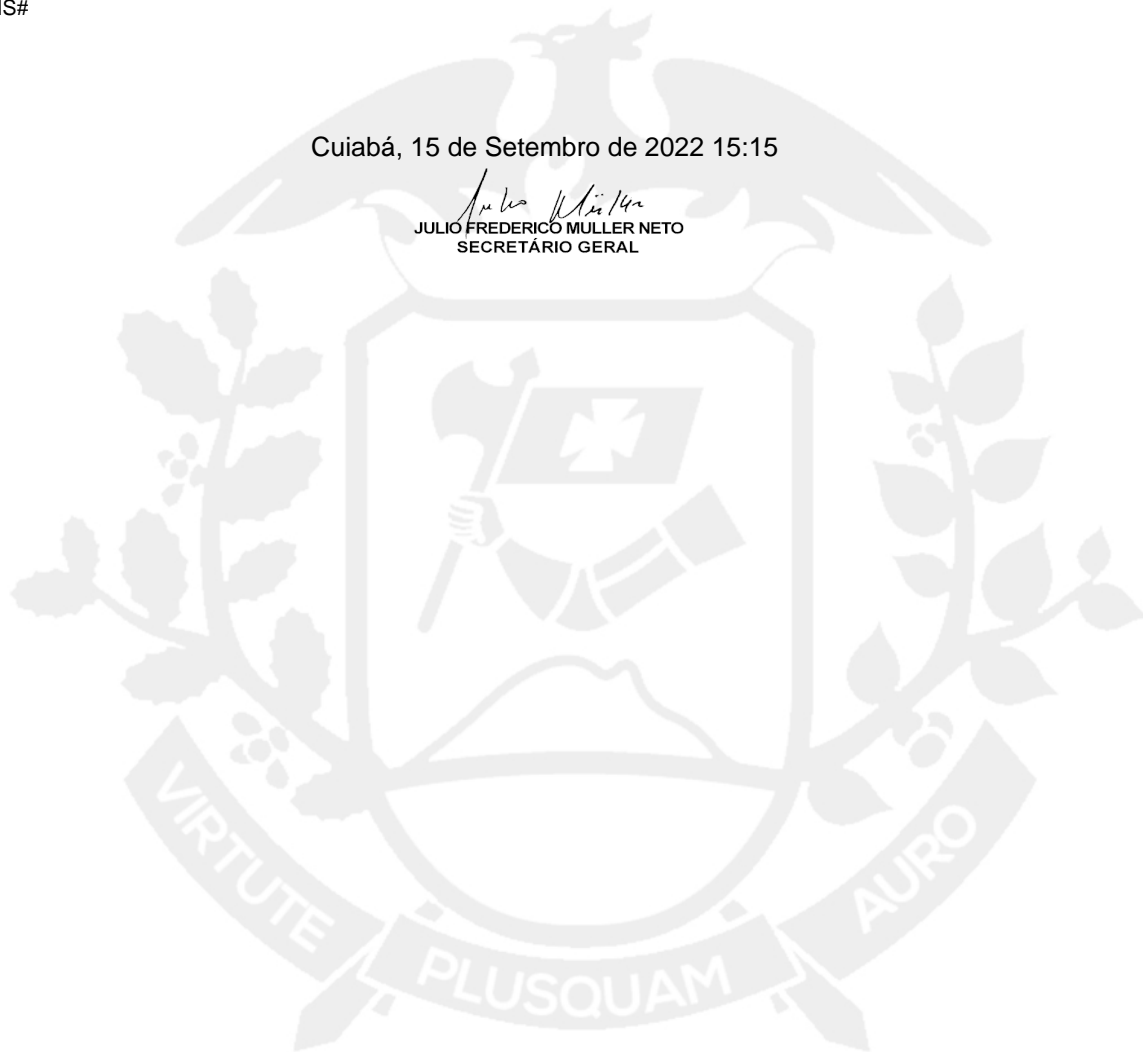 IS#
Cuiabá, 15 de Setembro de 2022 15:15
JULIO FREDERICO MULLER NETO
SECRETÁRIO GERAL
VIRTUTE PLUSQUAM AURO